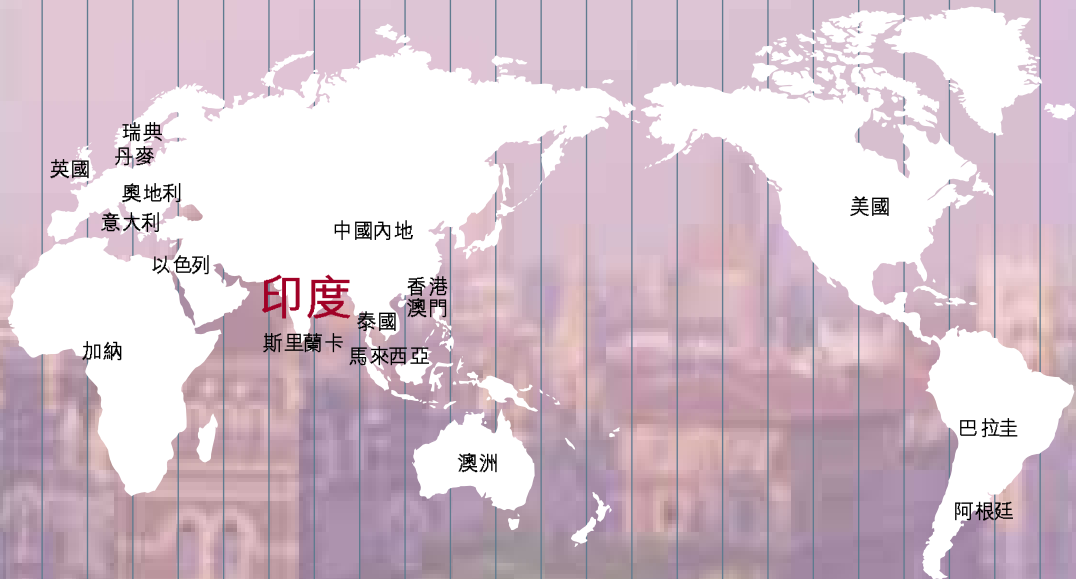 瑞典
丹麥
英國
奧地利
意大利
以色列
加納
中國內地
印度
香港
澳門
泰國
斯里蘭卡
馬來西亞
澳洲
美國
巴拉圭
阿根廷